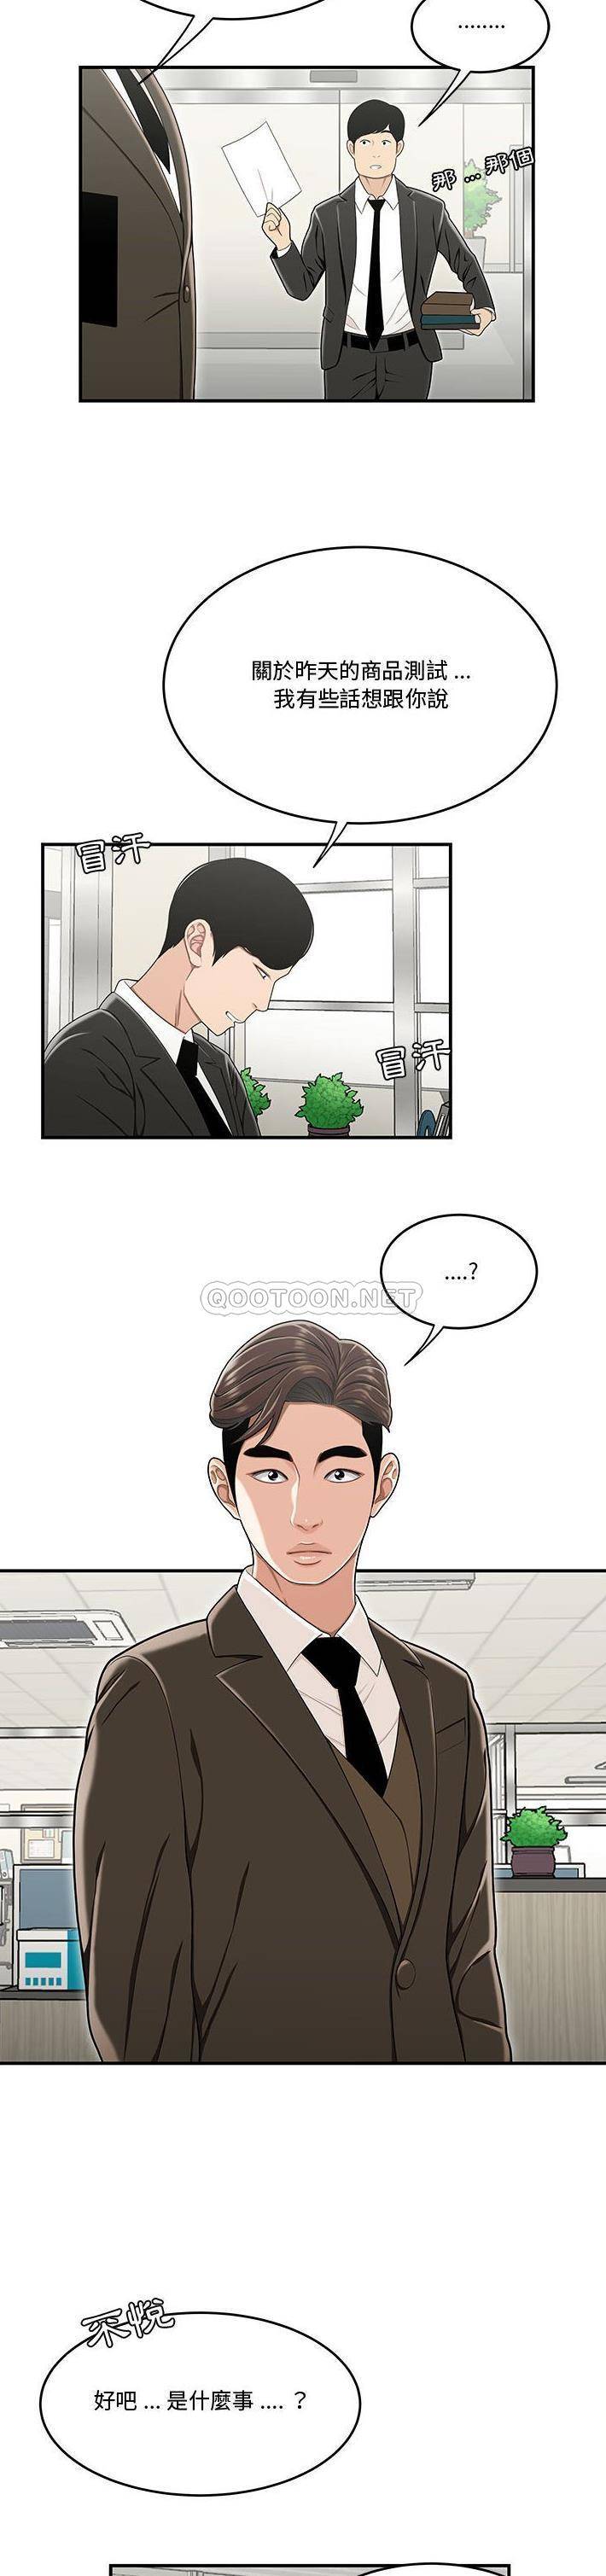 ........
那 ... 那個
關於昨天的商品測試 ...
我有些話想跟你說
冒汗
冒汗
....?
QOOTOON.NET
不悅
好吧 ... 是什麼事 .... ?